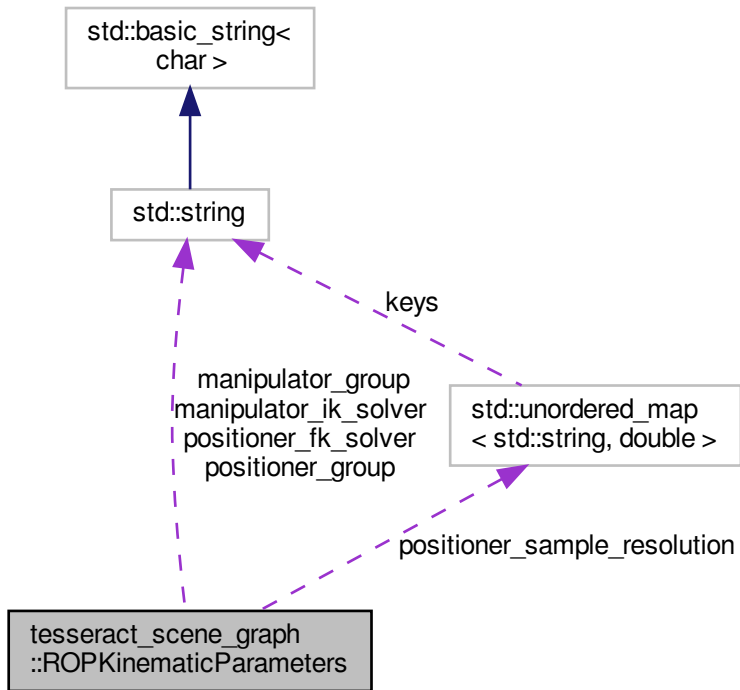 std::basic_string<
char >
std::string
keys
manipulator_group
manipulator_ik_solver
positioner_fk_solver
positioner_group
std::unordered_map
< std::string, double >
positioner_sample_resolution
tesseract_scene_graph
::ROPKinematicParameters